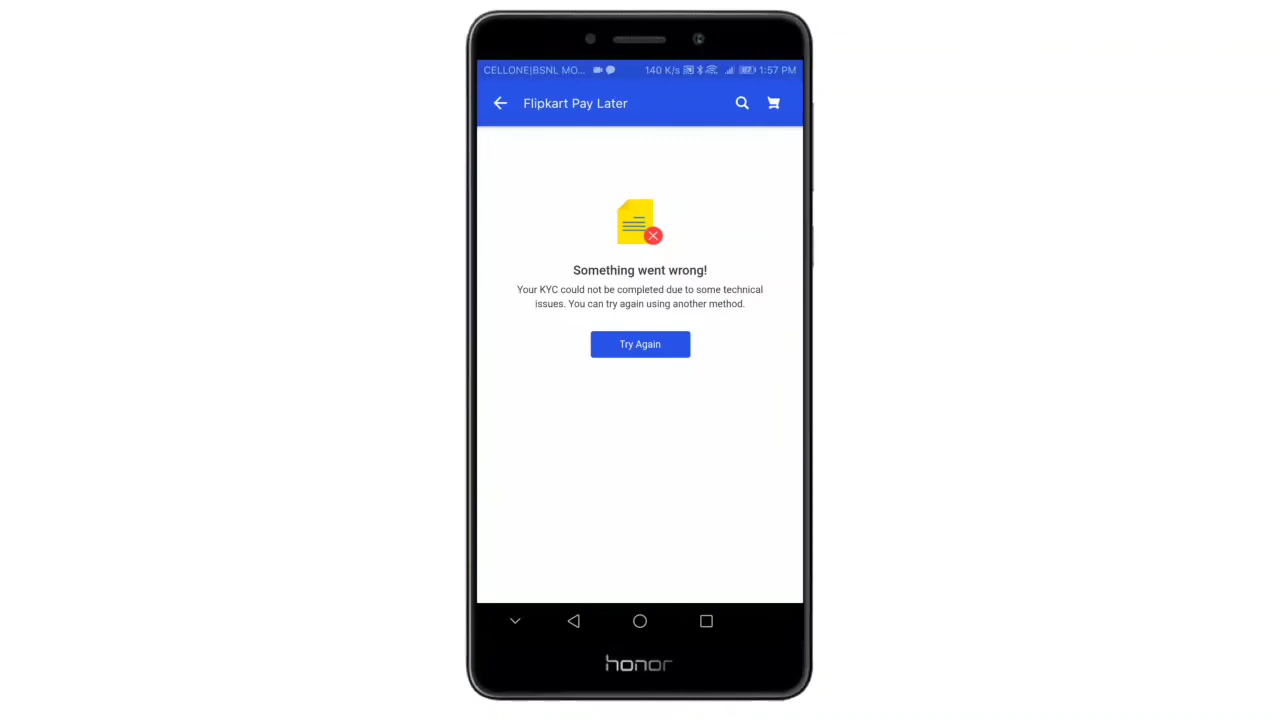 CELLONE|BSNL MO... 140 K/s 1:57 PM
Flipkart Pay Later
Something went wrong!
Your KYC could not be completed due to some technical
issues. You can try again using another method.
Try Again
honor